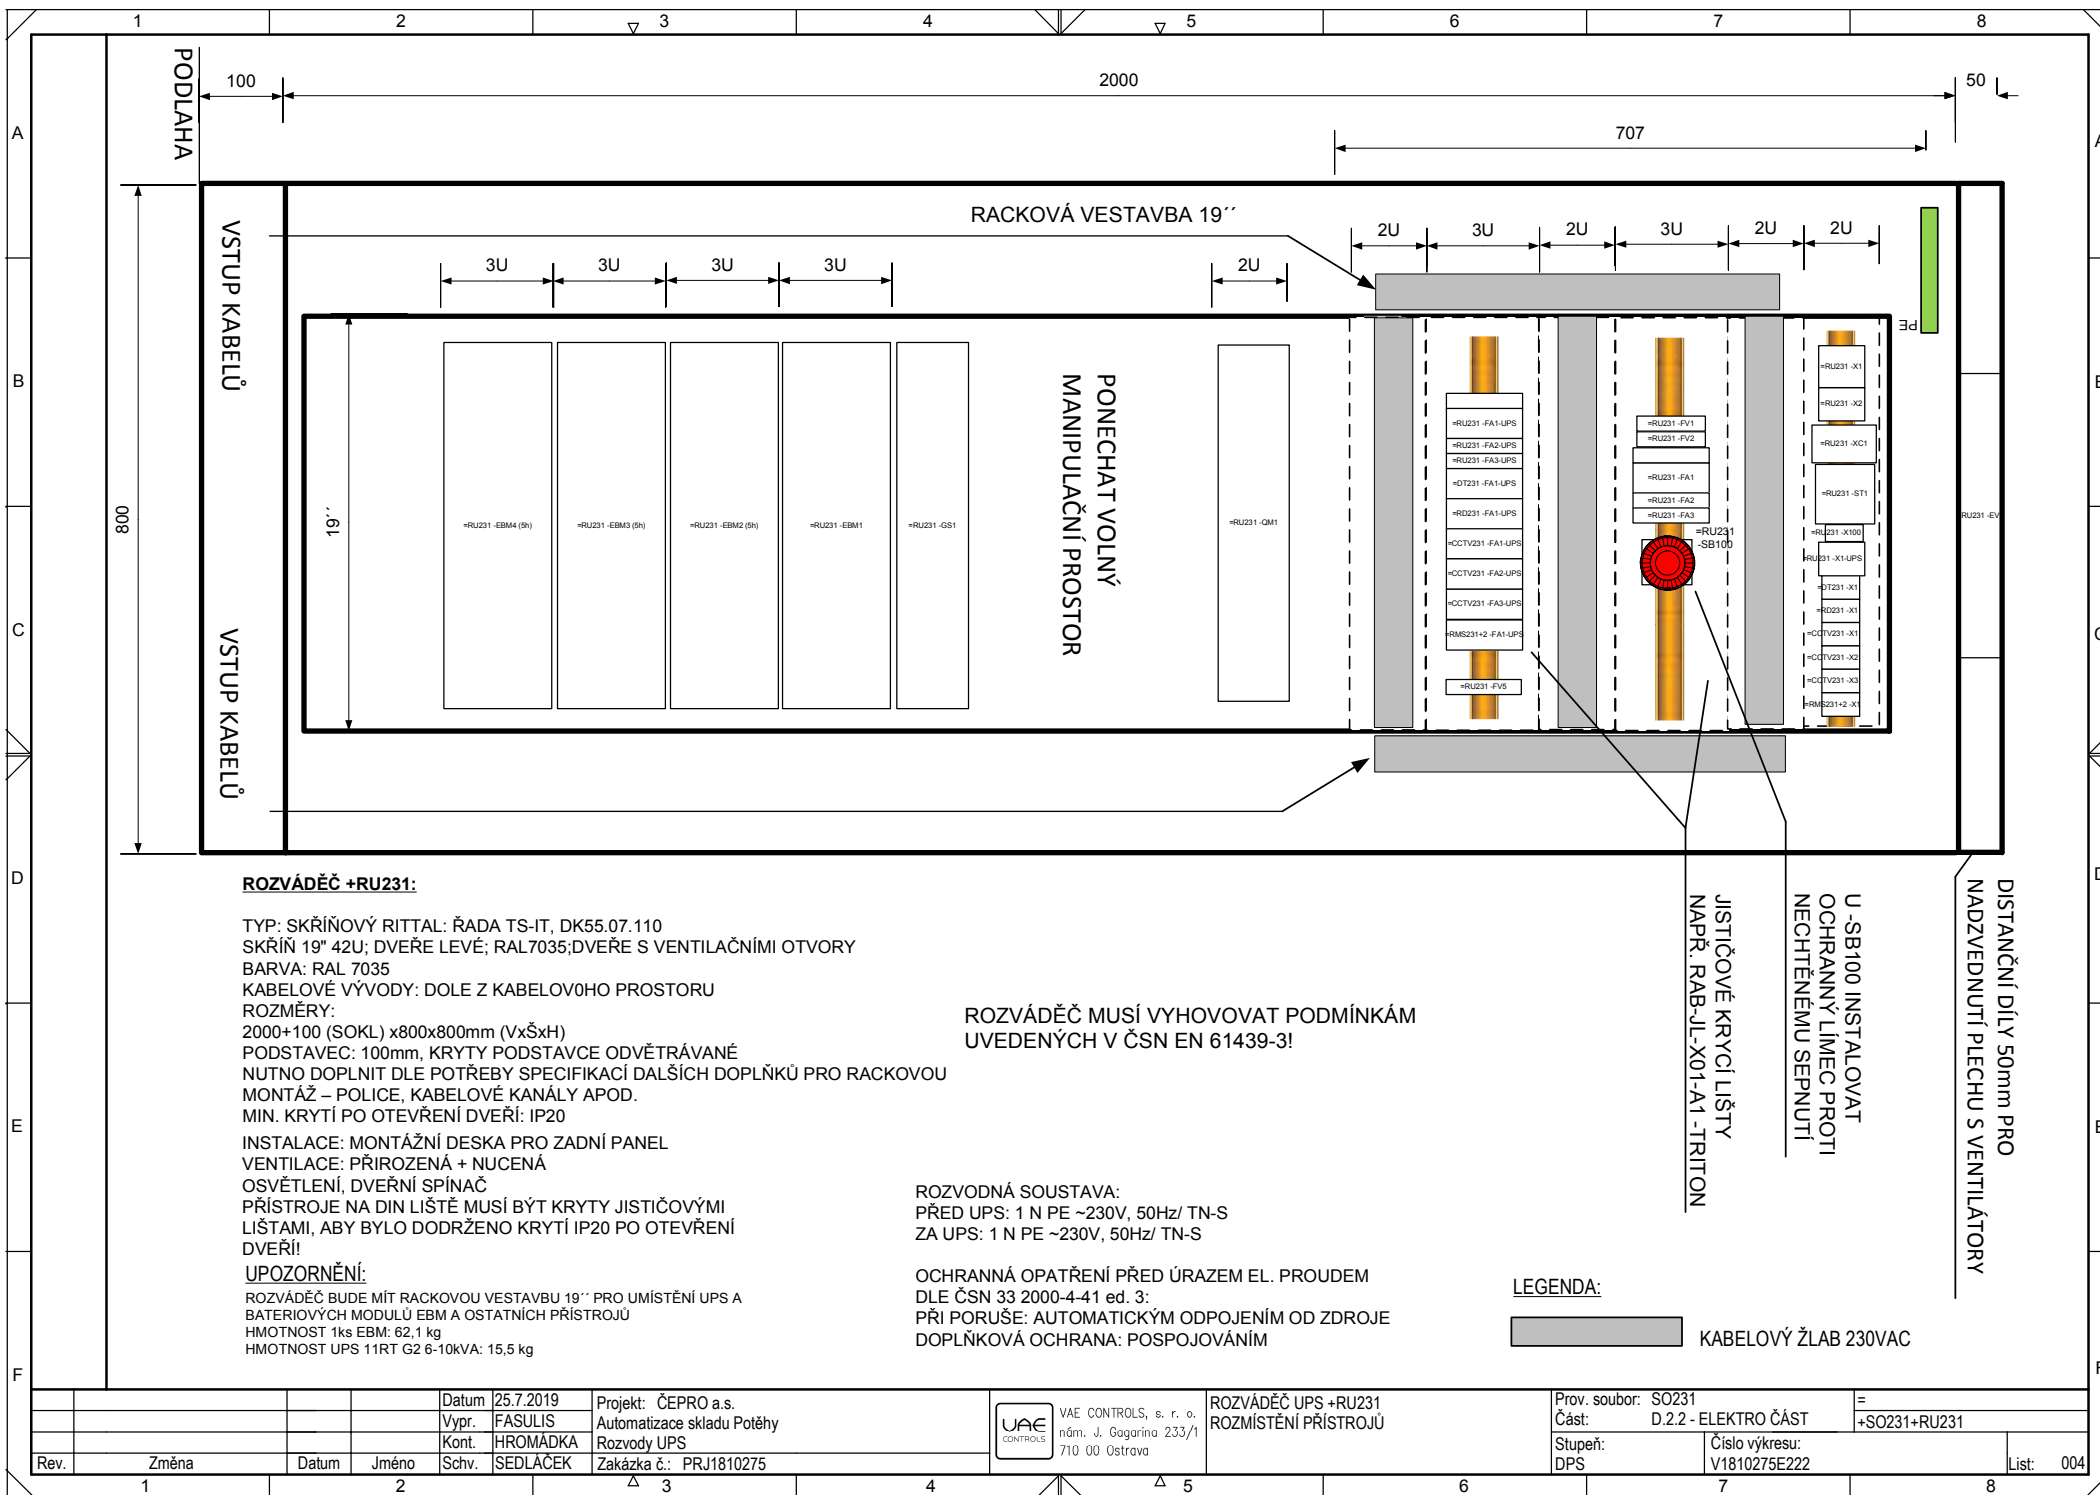 1 2 3 4 5 6 7 8
A
B
C
D
E
F
PODLAHA
100
2000
50
707
800
19´´
VSTUP KABELŮ
VSTUP KABELŮ
RACKOVÁ VESTAVBA 19´´
3U 3U 3U 3U 2U
2U 3U 2U 3U 2U 2U
PE
=RU231 -EBM4 (5h)
=RU231 -EBM3 (5h)
=RU231 -EBM2 (5h)
=RU231 -EBM1
=RU231 -GS1
PONECHAT VOLNÝ
MANIPULAČNÍ PROSTOR
=RU231 -QM1
=RU231 -FA1-UPS
=RU231 -FA2-UPS
=RU231 -FA3-UPS
=DT231 -FA1-UPS
=RD231 -FA1-UPS
=CCTV231 -FA1-UPS
=CCTV231 -FA2-UPS
=CCTV231 -FA3-UPS
=RMS231+2 -FA1-UPS
=RU231 -FV5
=RU231 -FV1
=RU231 -FV2
=RU231 -FA1
=RU231 -FA2
=RU231 -FA3
=RU231
-SB100
=RU231 -X1
=RU231 -X2
=RU231 -XC1
=RU231 -ST1
=RU231 -X100
=RU231 -X1-UPS
=DT231 -X1
=RD231 -X1
=CCTV231 -X1
=CCTV231 -X2
=CCTV231 -X3
=RMS231+2 -X1
RU231 -EV
JISTIČOVÉ KRYCÍ LIŠTY
NAPŘ. RAB-JL-X01-A1 -TRITON
U -SB100 INSTALOVAT
OCHRANNÝ LÍMEC PROTI
NECHTĚNÉMU SEPNUTÍ
DISTANČNÍ DÍLY 50mm PRO
NADZVEDNUTÍ PLECHU S VENTILÁTORY
ROZVÁDĚČ +RU231:
TYP: SKŘÍŇOVÝ RITTAL: ŘADA TS-IT, DK55.07.110
SKŘÍŇ 19" 42U; DVEŘE LEVÉ; RAL7035;DVEŘE S VENTILAČNÍMI OTVORY
BARVA: RAL 7035
KABELOVÉ VÝVODY: DOLE Z KABELOV0HO PROSTORU
ROZMĚRY:
2000+100 (SOKL) x800x800mm (VxŠxH)
PODSTAVEC: 100mm, KRYTY PODSTAVCE ODVĚTRÁVANÉ
NUTNO DOPLNIT DLE POTŘEBY SPECIFIKACÍ DALŠÍCH DOPLŇKŮ PRO RACKOVOU
MONTÁŽ – POLICE, KABELOVÉ KANÁLY APOD.
MIN. KRYTÍ PO OTEVŘENÍ DVEŘÍ: IP20
INSTALACE: MONTÁŽNÍ DESKA PRO ZADNÍ PANEL
VENTILACE: PŘIROZENÁ + NUCENÁ
OSVĚTLENÍ, DVEŘNÍ SPÍNAČ
PŘÍSTROJE NA DIN LIŠTĚ MUSÍ BÝT KRYTY JISTIČOVÝMI
LIŠTAMI, ABY BYLO DODRŽENO KRYTÍ IP20 PO OTEVŘENÍ
DVEŘÍ!
UPOZORNĚNÍ:
ROZVÁDĚČ BUDE MÍT RACKOVOU VESTAVBU 19´´ PRO UMÍSTĚNÍ UPS A
BATERIOVÝCH MODULŮ EBM A OSTATNÍCH PŘÍSTROJŮ
HMOTNOST 1ks EBM: 62,1 kg
HMOTNOST UPS 11RT G2 6-10kVA: 15,5 kg
ROZVÁDĚČ MUSÍ VYHOVOVAT PODMÍNKÁM
UVEDENÝCH V ČSN EN 61439-3!
ROZVODNÁ SOUSTAVA:
PŘED UPS: 1 N PE ~230V, 50Hz/ TN-S
ZA UPS: 1 N PE ~230V, 50Hz/ TN-S
OCHRANNÁ OPATŘENÍ PŘED ÚRAZEM EL. PROUDEM
DLE ČSN 33 2000-4-41 ed. 3:
PŘI PORUŠE: AUTOMATICKÝM ODPOJENÍM OD ZDROJE
DOPLŇKOVÁ OCHRANA: POSPOJOVÁNÍM
LEGENDA:
KABELOVÝ ŽLAB 230VAC
Rev. Změna Datum Jméno
Datum 25.7.2019
Vypr. FASULIS
Kont. HROMÁDKA
Schv. SEDLÁČEK
Projekt: ČEPRO a.s.
Automatizace skladu Potěhy
Rozvody UPS
Zakázka č.: PRJ1810275
VAE
CONTROLS
VAE CONTROLS, s. r. o.
nám. J. Gagarina 233/1
710 00 Ostrava
ROZVÁDĚČ UPS +RU231
ROZMÍSTĚNÍ PŘÍSTROJŮ
Prov. soubor: SO231
Část: D.2.2 - ELEKTRO ČÁST
Stupeň:
DPS
Číslo výkresu:
V1810275E222
=
+SO231+RU231
List: 004
1 2 3 4 5 6 7 8